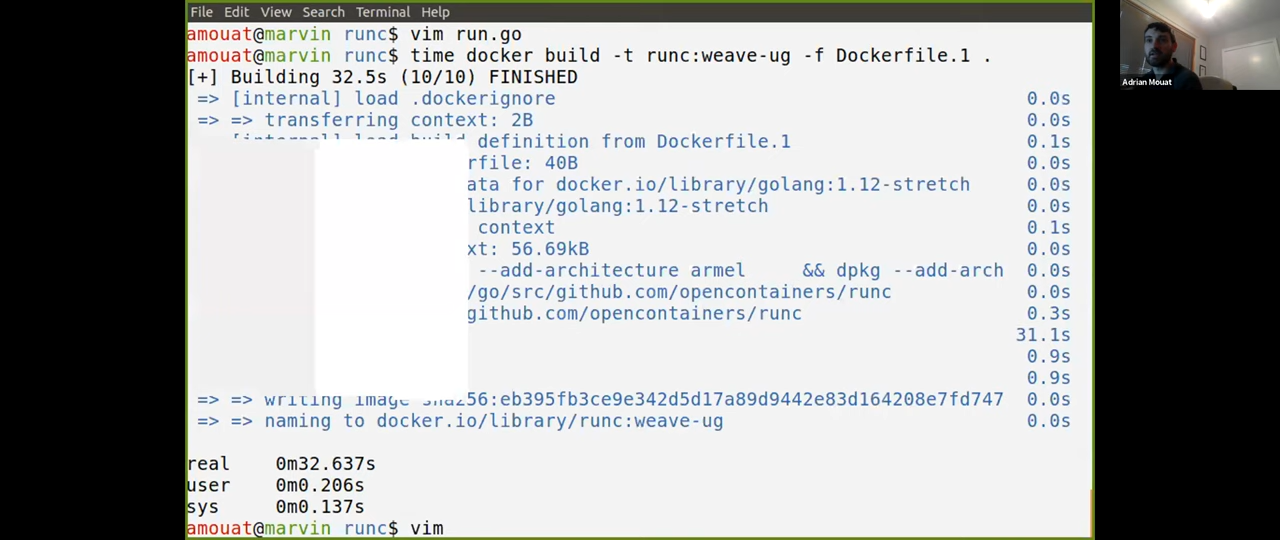 File Edit View Search Terminal Help
amouat@marvin runc$ vim run.go
amouat@marvin runc$ time docker build -t runc:weave-ug -f Dockerfile.1 .
[+] Building 32.5s (10/10) FINISHED
=> [internal] load .dockerignore 0.0s
=> => transferring context: 2B 0.0s
[internal] load build definition from Dockerfile.1 0.1s
rfile: 40B 0.0s
ata for docker.io/library/golang:1.12-stretch 0.0s
library/golang:1.12-stretch 0.0s
context 0.1s
xt: 56.69kB 0.0s
--add-architecture armel && dpkg --add-arch 0.0s
/go/src/github.com/opencontainers/runc 0.0s
github.com/opencontainers/runc 0.3s
31.1s
0.9s
0.9s
=> => writing image sha256:eb395fb3ce9e342d5d17a89d9442e83d164208e7fd747 0.0s
=> => naming to docker.io/library/runc:weave-ug 0.0s
real 0m32.637s
user 0m0.206s
sys 0m0.137s
amouat@marvin runc$ vim
Adrian Mouat